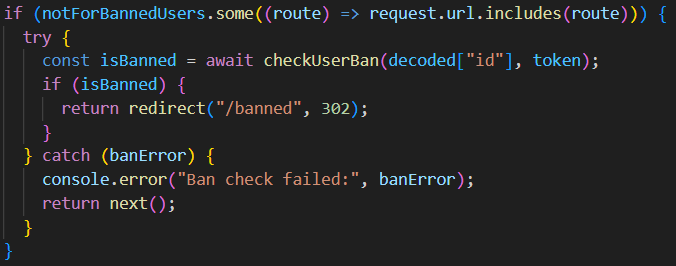 if (notForBannedUsers.some((route) => request.url.includes(route))) {
  try {
    const isBanned = await checkUserBan(decoded["id"], token);
    if (isBanned) {
      return redirect("/banned", 302);
    }
  } catch (banError) {
    console.error("Ban check failed:", banError);
    return next();
  }
}